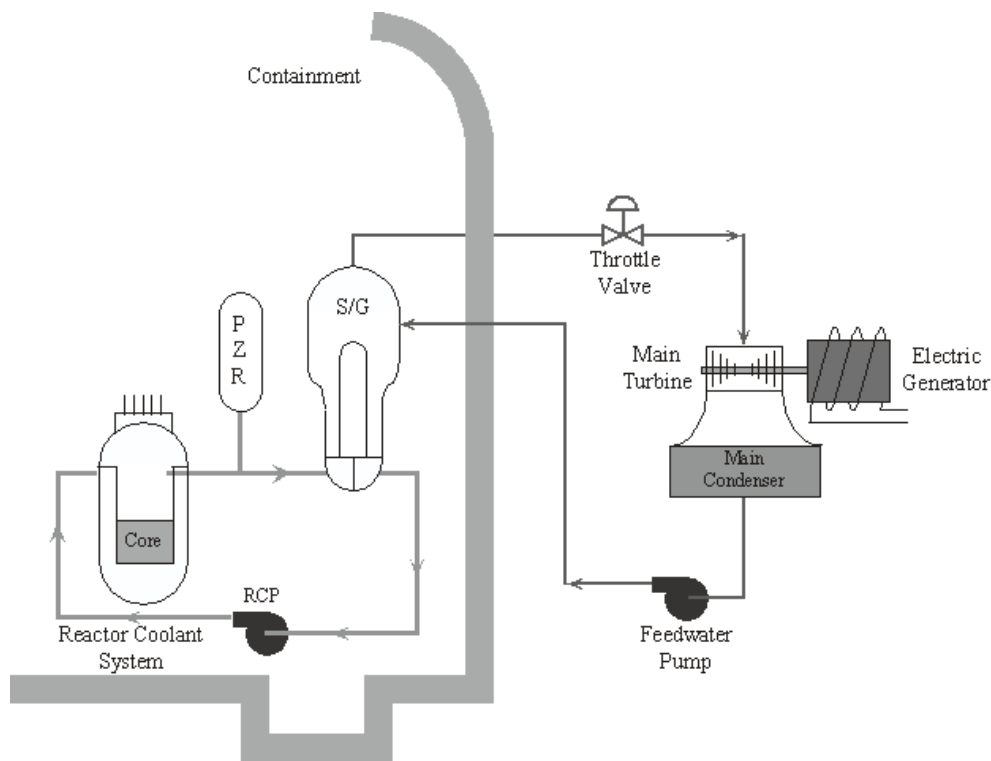 Containment
Throttle
Valve
S/G
P
Z
R
Main
Turbine
Electric
Generator
Main
Condenser
Core
RCP
Reactor Coolant
System
Feedwater
Pump